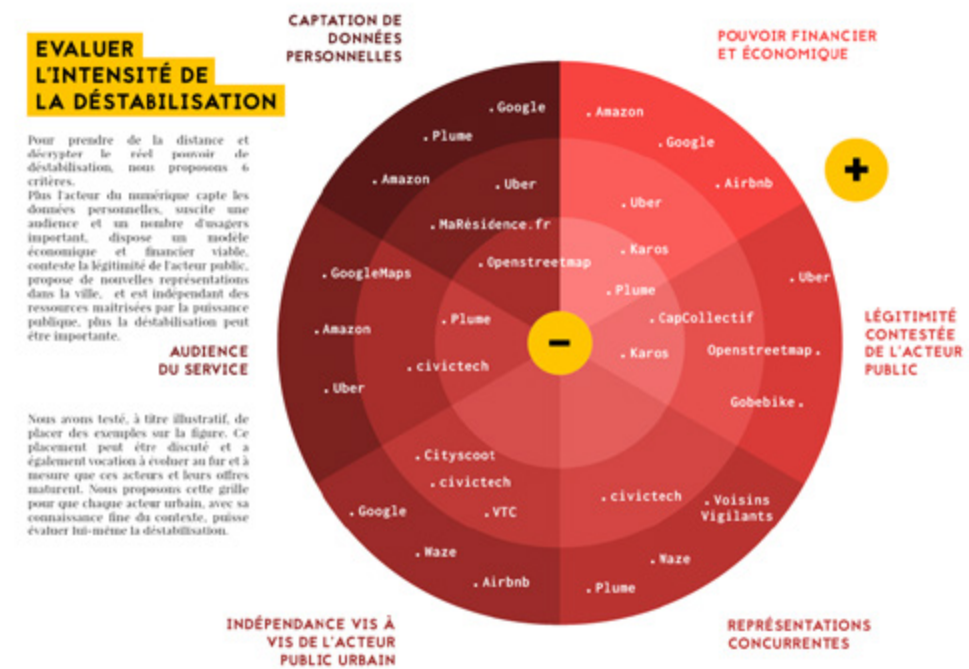 EVALUER
L'INTENSITÉ DE
LA DÉSTABILISATION
Pour prendre de la distance et
décrypter le réel pouvoir de
déstabilisation, nous proposons 6
critères.
Plus l'acteur du numérique capte les
données personnelles, suscite une
audience et un nombre d'usagers
important, dispose un modèle
économique et financier viable,
conteste la légitimité de l'acteur public,
propose de nouvelles représentations
dans la ville, et est indépendant des
ressources maitrisées par la puissance
publique, plus la déstabilisation peut
être importante.
Nous avons testé, à titre illustratif, de
placer des exemples sur la figure. Ce
placement peut être discuté et a
également vocation à évoluer au fur et à
mesure que ces acteurs et leurs offres
maturent. Nous proposons cette grille
pour que chaque acteur urbain, avec sa
connaissance fine du contexte, puisse
évaluer lui-même la déstabilisation.
CAPTATION DE
DONNÉES
PERSONNELLES
. Google
. Plume
. Amazon
. Uber
. MaRésidence.fr
. Openstreetmap
POUVOIR FINANCIER
ET ÉCONOMIQUE
. Amazon
. Google
. Airbnb
. Uber
. Karos
. Plume
+
LÉGITIMITÉ
CONTESTÉE
DE L'ACTEUR
PUBLIC
. Uber
. CapCollectif
Openstreetmap .
. Karos
Gobebike .
-
AUDIENCE
DU SERVICE
. GoogleMaps
. Plume
. Amazon
. civictech
. Uber
INDÉPENDANCE VIS À
VIS DE L'ACTEUR
PUBLIC URBAIN
. Cityscoot
. civictech
. Google
. VTC
. Waze
. Airbnb
REPRÉSENTATIONS
CONCURRENTES
. civictech
. Voisins
Vigilants
. Waze
. Plume